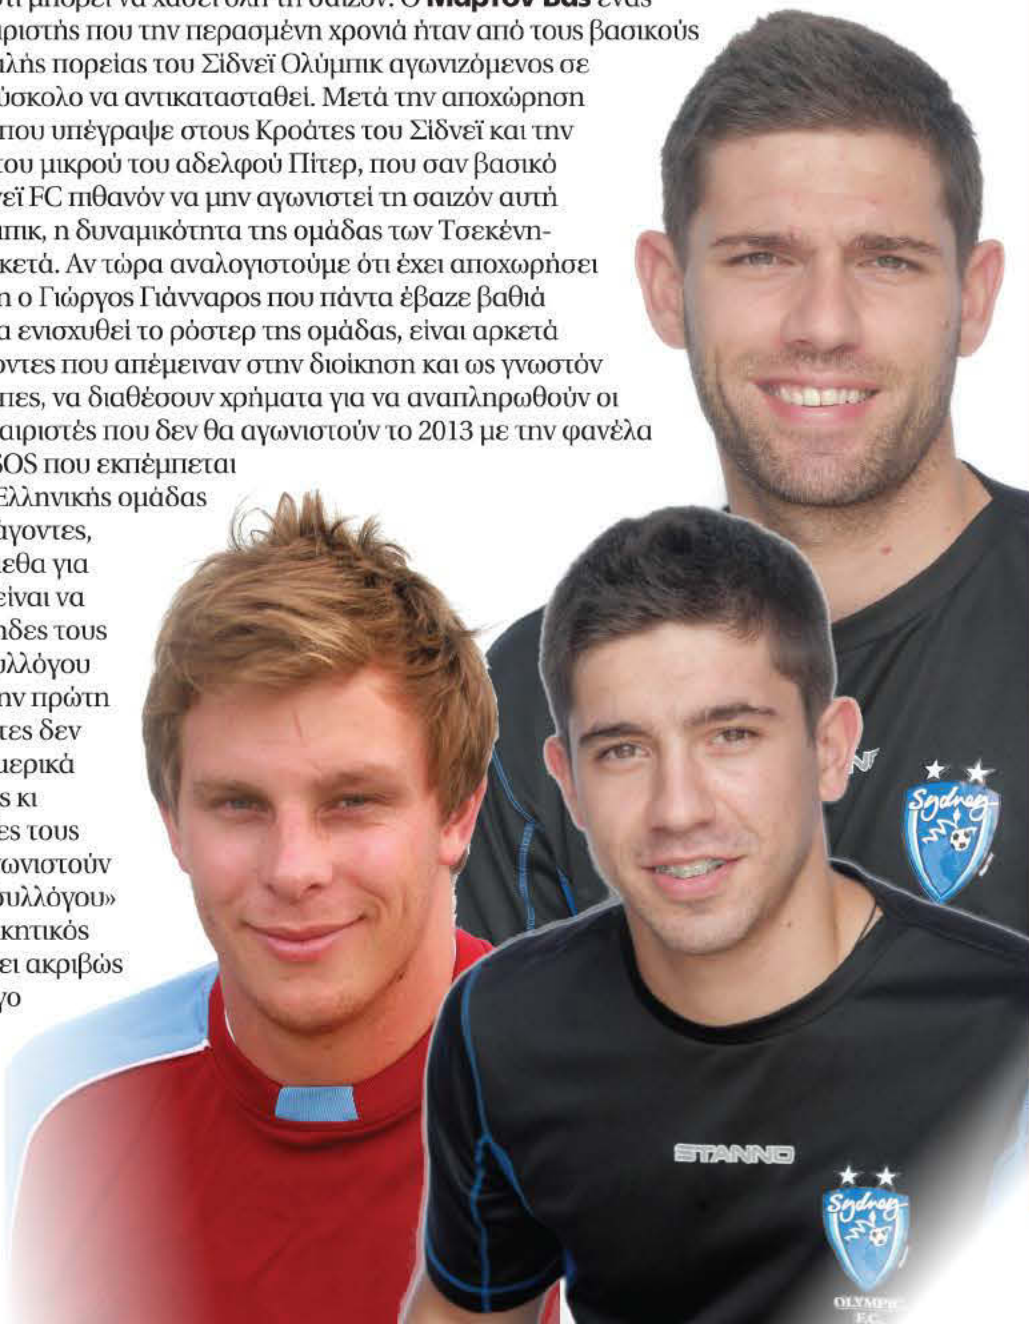 ότι μπορεί να χάσει όλη τη σαιζόν. Ο Μάρτον Βas ένας
ιριστής που την περασμένη χρονιά ήταν από τους βασικούς
λής πορείας του Σίδνεϊ Ολύμπικ αγωνιζόμενος σε
ύσκολο να αντικατασταθεί. Μετά την αποχώρηση
που υπέγραψε στους Κροάτες του Σίδνεϊ και την
του μικρού του αδελφού Πίτερ, που σαν βασικό
εϊ FC πιθανόν να μην αγωνιστεί τη σαιζόν αυτή
πικ, η δυναμικότητα της ομάδας των Τσεκένη-
κετά. Αν τώρα αναλογιστούμε ότι έχει αποχωρήσει
η ο Γιώργος Γιάνναρος που πάντα έβαζε βαθιά
α ενισχυθεί το ρόστερ της ομάδας, είναι αρκετά
οντες που απέμειναν στην διοίκηση και ως γνωστόν
πες, να διαθέσουν χρήματα για να αναπληρωθούν οι
αιριστές που δεν θα αγωνιστούν το 2013 με την φανέλα
SOS που εκπέμπεται
Ελληνικής ομάδας
άγοντες,
εθα για
είναι να
ηδες τους
υλλόγου
ην πρώτη
τες δεν
μερικά
ς κι
ες τους
ωνιστούν
συλλόγου»
κητικός
ει ακριβώς
γο
Sydney
STANNO
Sydney
OLYMPIC
F.C.